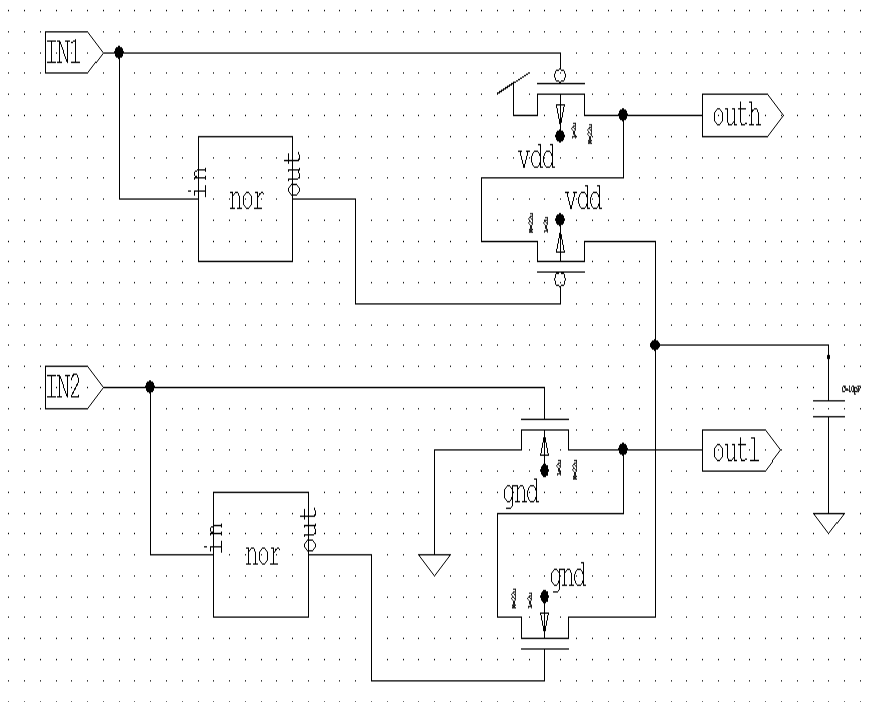 IN1
vdd
outh
in
nor
out
vdd
IN2
gnd
outl
in
nor
out
gnd